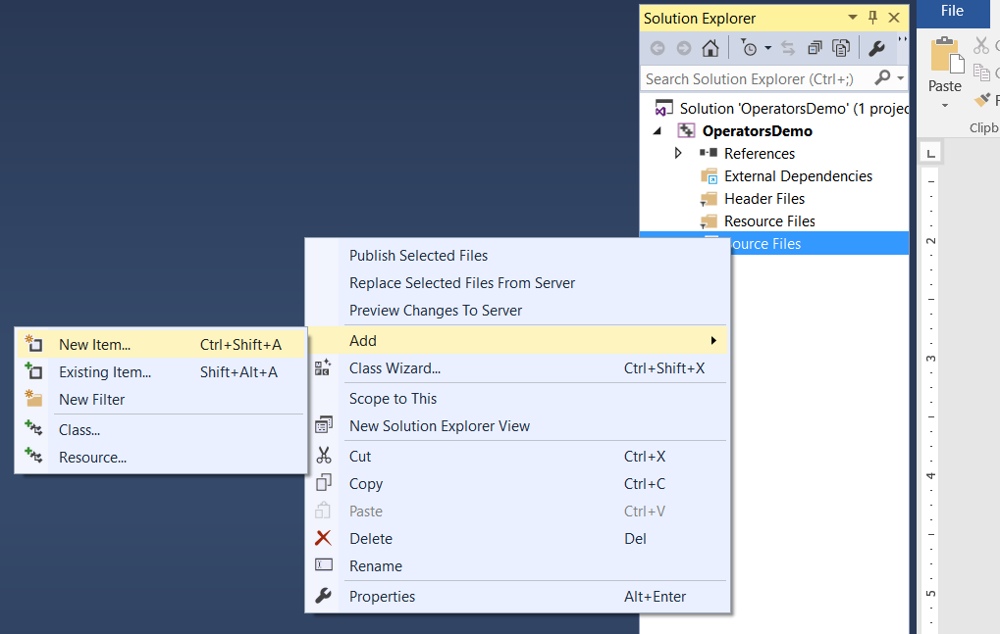 Solution Explorer
File
Search Solution Explorer (Ctrl+;)
Paste
Clipb
Solution 'OperatorsDemo' (1 projec
OperatorsDemo
References
External Dependencies
Header Files
Resource Files
ource Files
Publish Selected Files
Replace Selected Files From Server
Preview Changes To Server
Add
Class Wizard... Ctrl+Shift+X
Scope to This
New Solution Explorer View
Cut Ctrl+X
Copy Ctrl+C
Paste Ctrl+V
Delete Del
Rename
Properties Alt+Enter
New Item... Ctrl+Shift+A
Existing Item... Shift+Alt+A
New Filter
Class...
Resource...
2
3
4
5